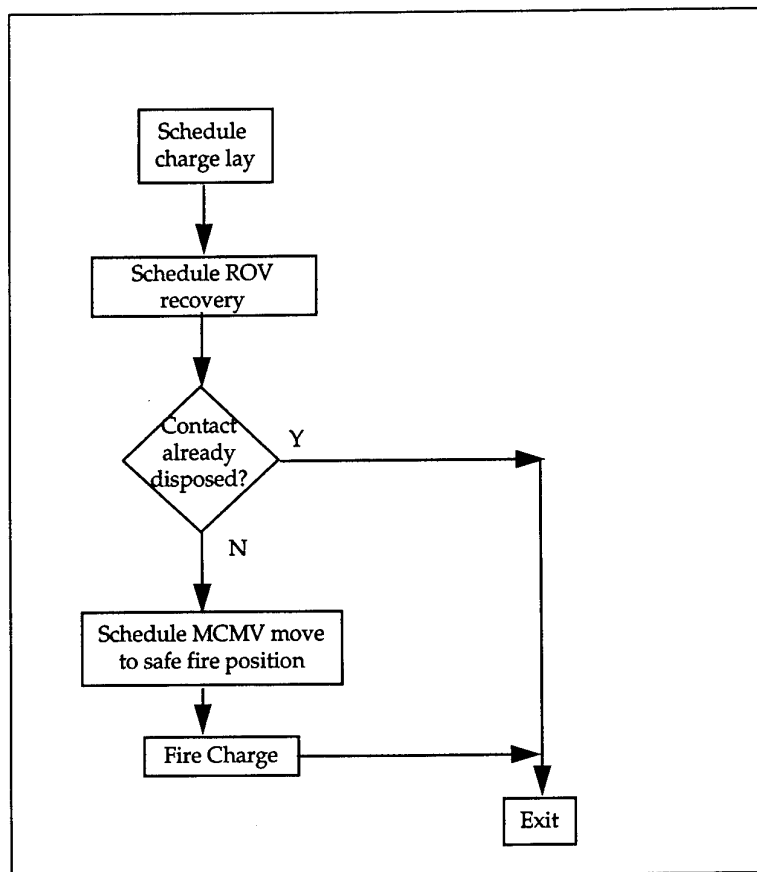 Schedule
charge lay
Schedule ROV
recovery
Contact
already
disposed?
Y
N
Schedule MCMV move
to safe fire position
Fire Charge
Exit